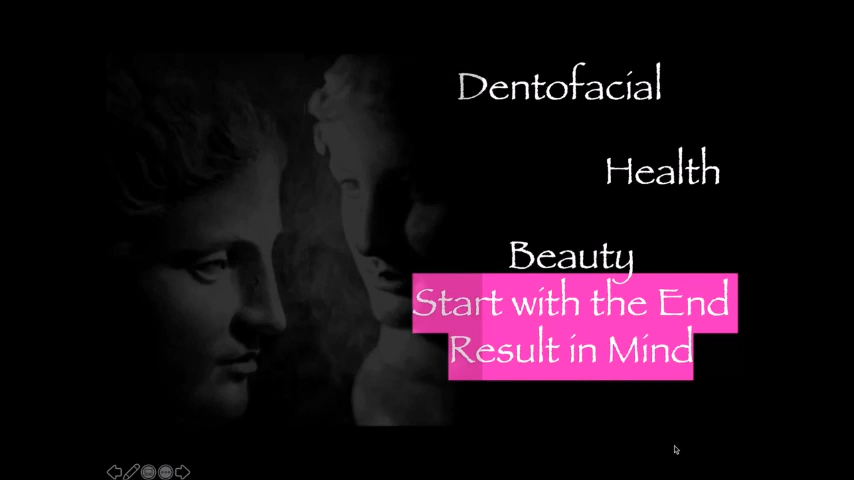 Dentofacial
Health
Beauty
Start with the End
Result in Mind